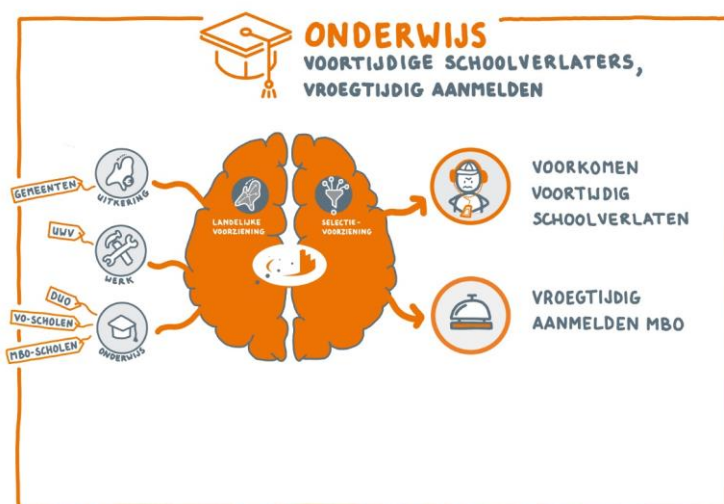 ONDERWIJS
VOORTIJDIGE SCHOOLVERLATERS,
VROEGTIJDIG AANMELDEN
GEMEENTEN
UITKERING
UWV
WERK
DUO
VO-SCHOLEN
MBO-SCHOLEN
ONDERWIJS
LANDELIJKE
VOORZIENING
SELECTIE-
VOORZIENING
VOORKOMEN
VOORTIJDIG
SCHOOLVERLATEN
VROEGTIJDIG
AANMELDEN MBO